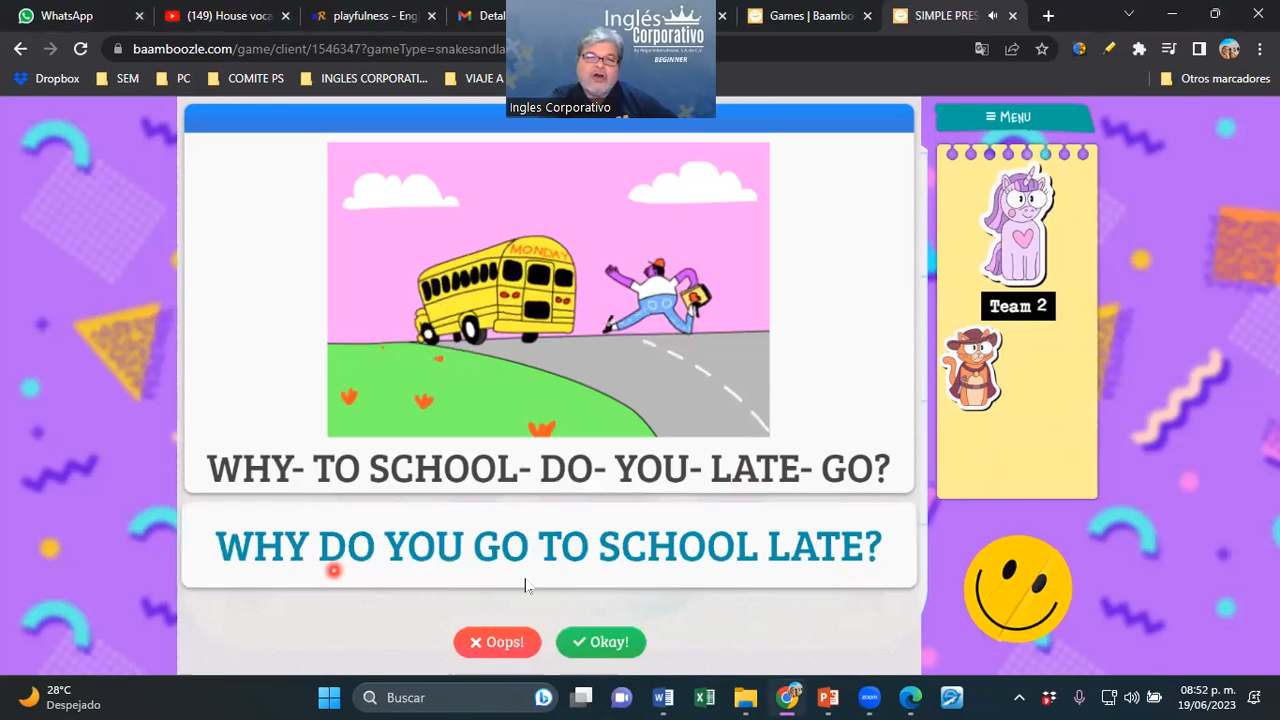 WhatsApp
(149) House voca
playfulness - Eng
Detal
Games | Baambo
SIMPLE PRES
baamboozle.com/game/client/1546347?gameType=snakesandla
Dropbox
SEM
PC
COMITE PS
INGLES CORPORATI...
VIAJE A
Otros marcadores
Inglés
Corporativo
BEGINNER
Ingles Corporativo
MENU
MONDAY
Team 2
WHY- TO SCHOOL- DO- YOU- LATE- GO?
WHY DO YOU GO TO SCHOOL LATE?
Oops!
Okay!
28°C
Despejado
Buscar
08:52 p. m.
19/06/2023